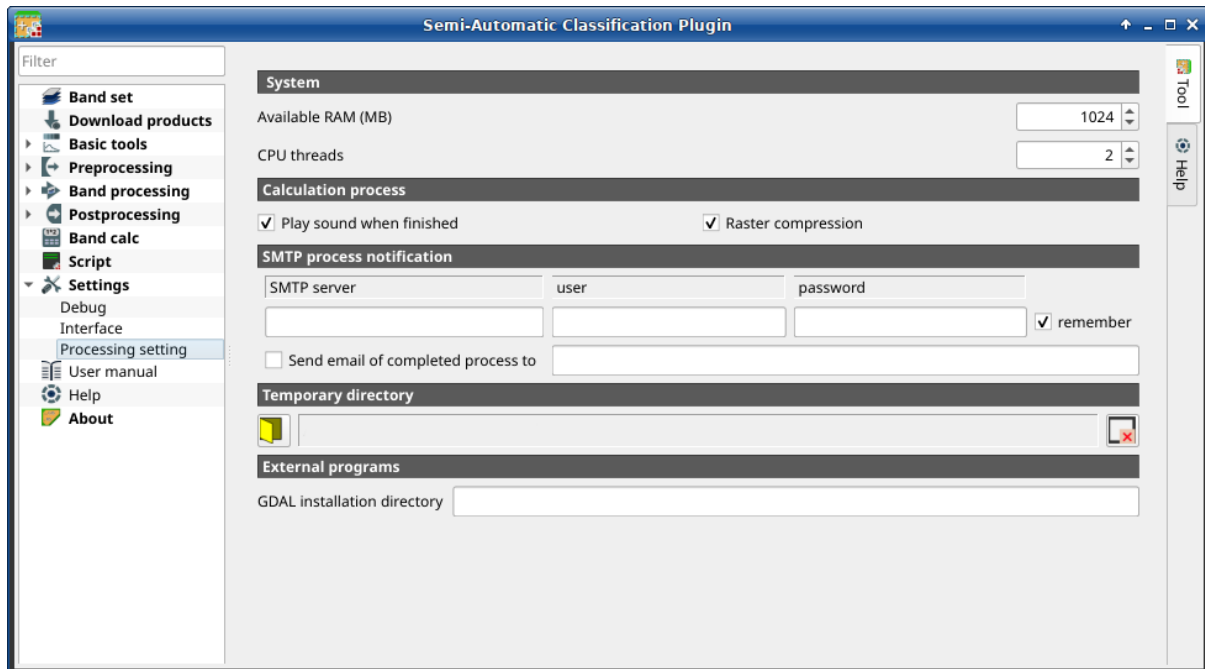 Semi-Automatic Classification Plugin
Filter
Band set
Download products
Basic tools
Preprocessing
Band processing
Postprocessing
Band calc
Script
Settings
Debug
Interface
Processing setting
User manual
Help
About
System
Available RAM (MB) 1024
CPU threads 2
Calculation process
Play sound when finished Raster compression
SMTP process notification
SMTP server user password
remember
Send email of completed process to
Temporary directory
External programs
GDAL installation directory
Tool
Help